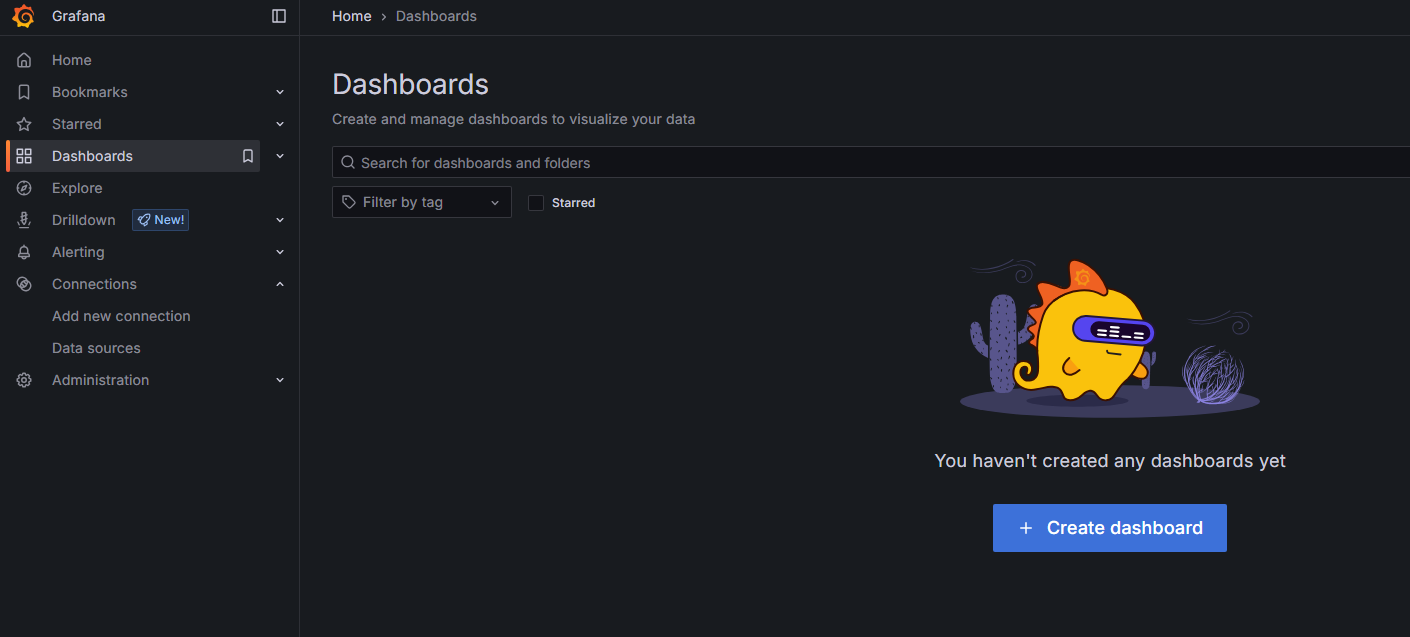 Grafana
Home › Dashboards
Home
Bookmarks
Starred
Dashboards
Explore
Drilldown New!
Alerting
Connections
Add new connection
Data sources
Administration
Dashboards
Create and manage dashboards to visualize your data
Search for dashboards and folders
Filter by tag
Starred
You haven't created any dashboards yet
+ Create dashboard